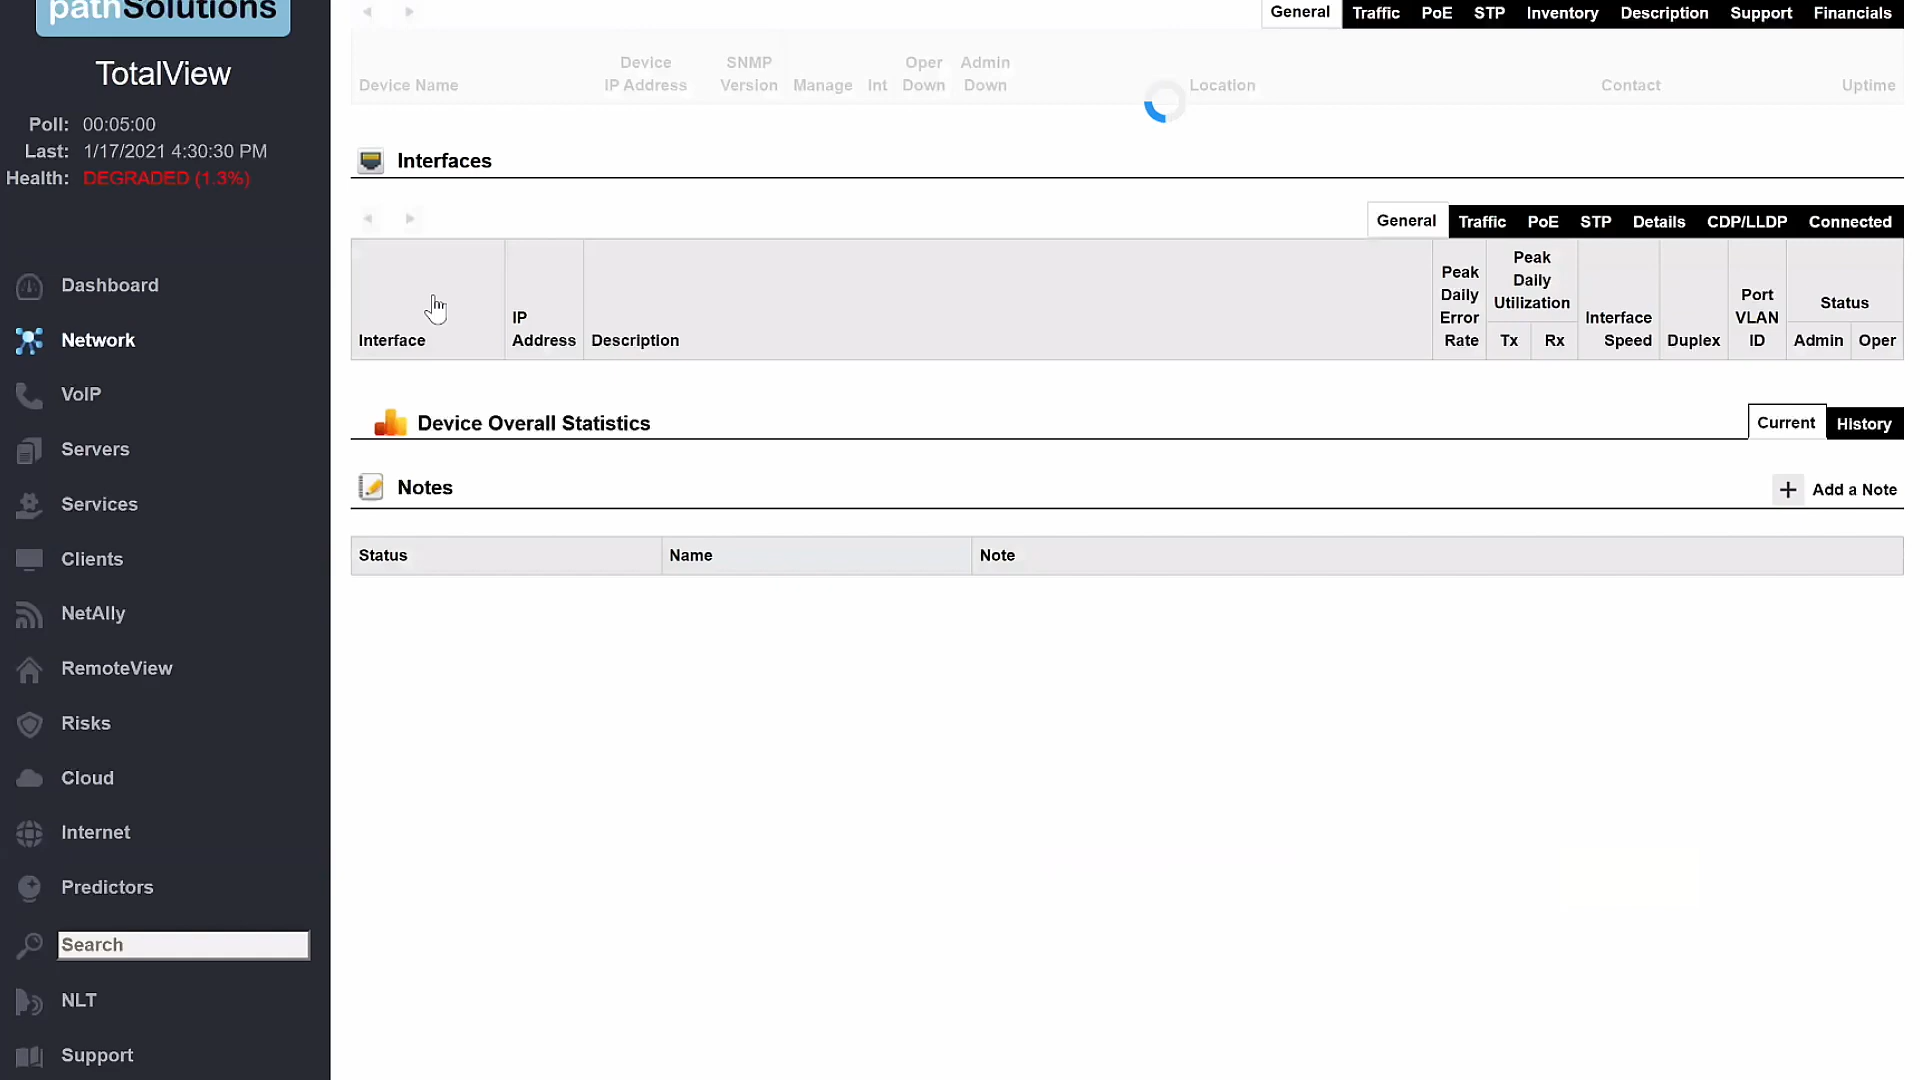 pathSolutions
TotalView
Poll: 00:05:00
Last: 1/17/2021 4:30:30 PM
Health: DEGRADED (1.3%)
Dashboard
Network
VoIP
Servers
Services
Clients
NetAlly
RemoteView
Risks
Cloud
Internet
Predictors
Search
NLT
Support
General Traffic PoE STP Inventory Description Support Financials
Device Name
Device
IP Address
SNMP
Version
Manage
Int
Oper
Down
Admin
Down
Location
Contact
Uptime
Interfaces
General Traffic PoE STP Details CDP/LLDP Connected
Interface
IP
Address
Description
Peak
Daily
Error
Rate
Peak
Daily
Utilization
Tx Rx
Interface
Speed
Duplex
Port
VLAN
ID
Status
Admin Oper
Device Overall Statistics
Current History
Notes
Add a Note
Status Name Note